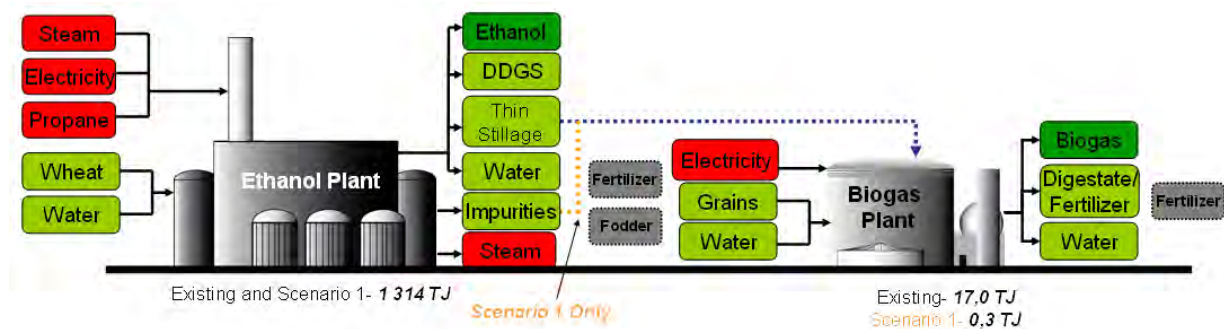 Steam
Electricity
Propane
Wheat
Water
Ethanol Plant
Ethanol
DDGS
Thin
Stillage
Water
Impurities
Steam
Fertilizer
Fodder
Electricity
Grains
Water
Biogas
Plant
Biogas
Digestate/
Fertilizer
Water
Fertilizer
Existing and Scenario 1- 1 314 TJ
Scenario 1 Only
Existing- 17,0 TJ
Scenario 1- 0,3 TJ